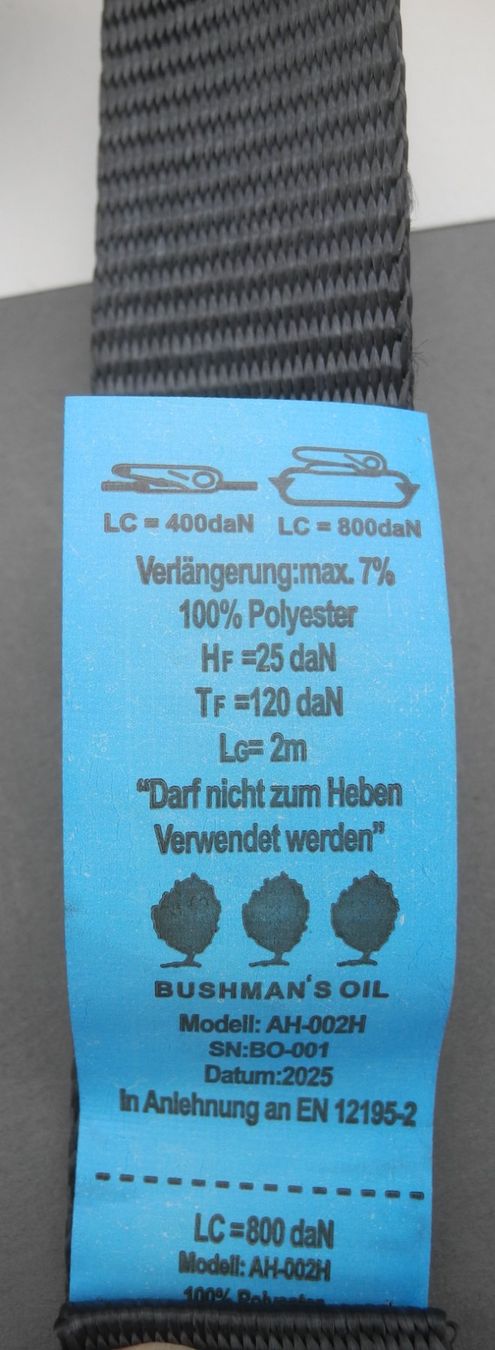 LC = 400daN LC = 800daN
Verlängerung:max. 7%
100% Polyester
HF =25 daN
TF =120 daN
LG= 2m
“Darf nicht zum Heben
Verwendet werden”
BUSHMAN'S OIL
Modell: AH-002H
SN:BO-001
Datum:2025
In Anlehnung an EN 12195-2
LC =800 daN
Modell: AH-002H
100% Polyester